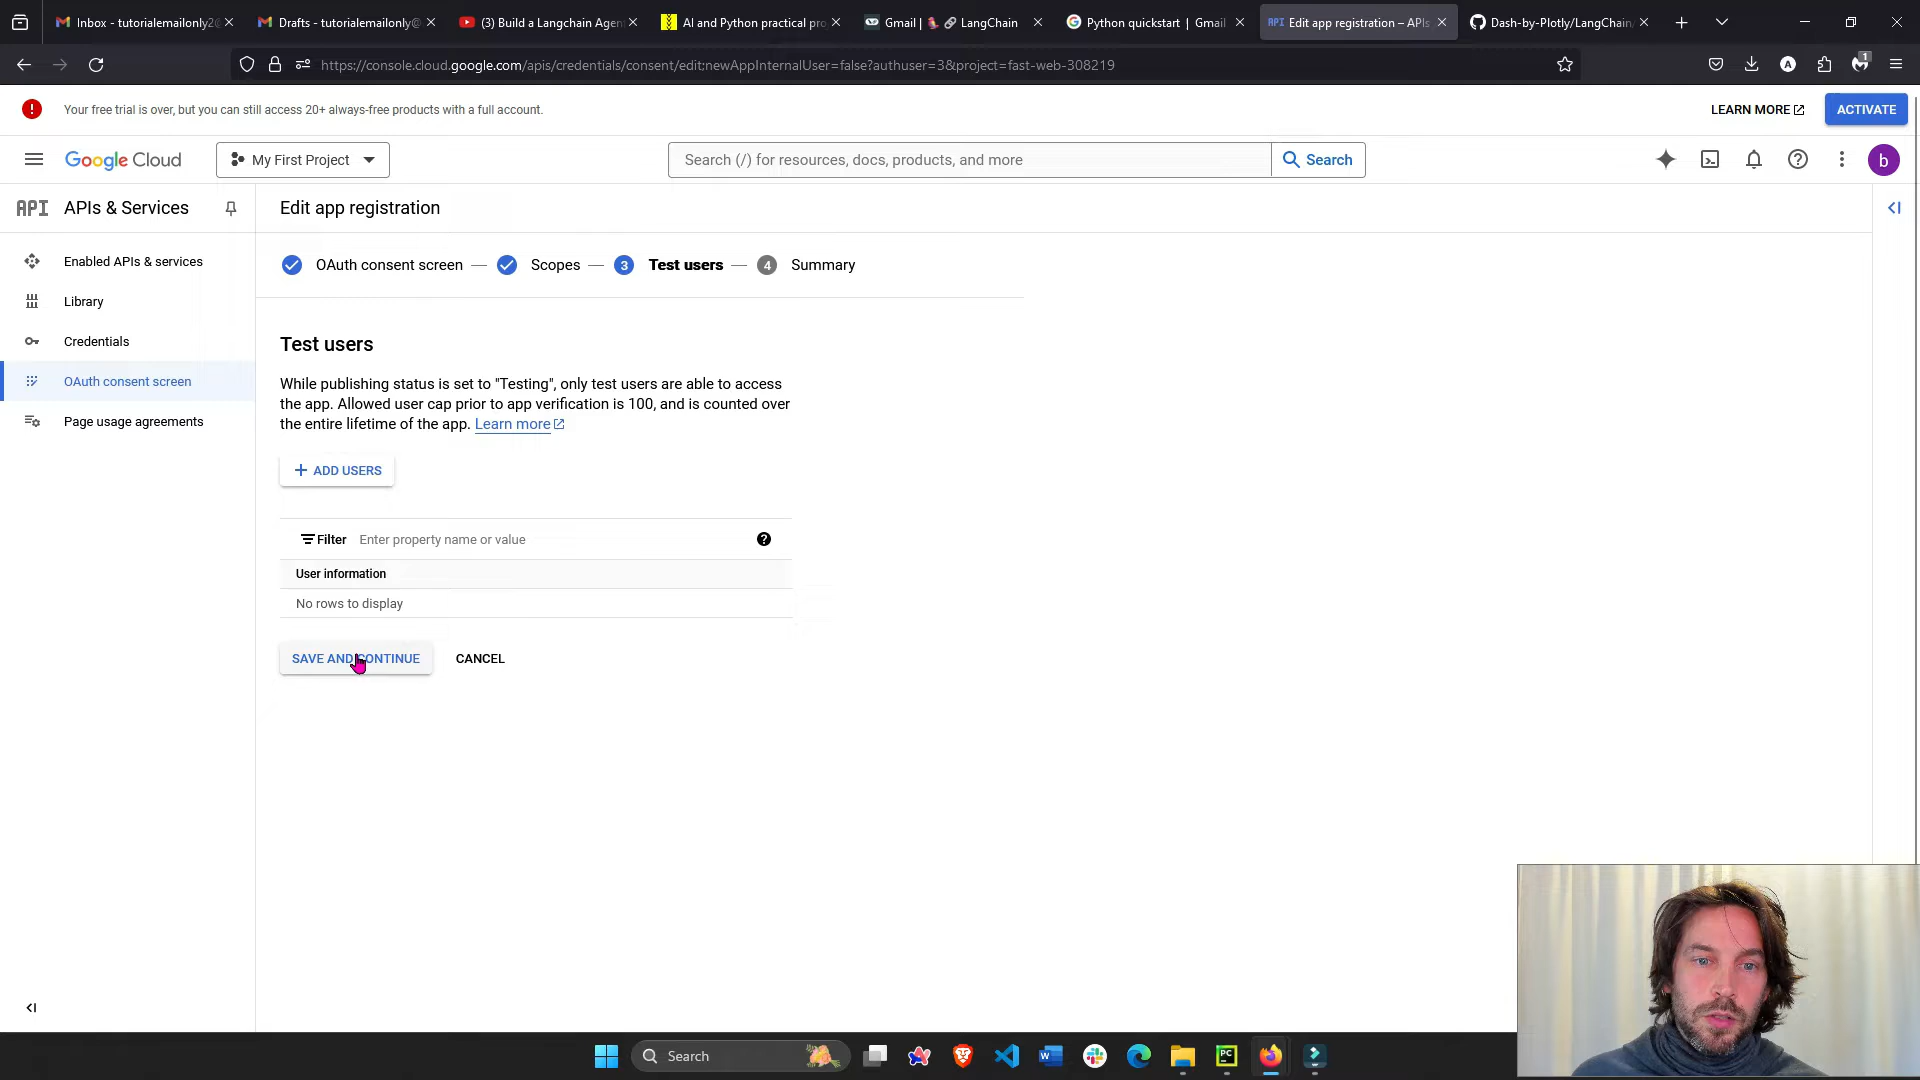 Inbox - tutorialemailonly2@
Drafts - tutorialemailonly@
(3) Build a Langchain Agent
AI and Python practical pro
Gmail | 🦜🔗 LangChain
Python quickstart | Gmail
API Edit app registration – APIs
Dash-by-Plotly/LangChain
https://console.cloud.google.com/apis/credentials/consent/edit;newAppInternalUser=false?authuser=3&project=fast-web-308219
1
Your free trial is over, but you can still access 20+ always-free products with a full account.
LEARN MORE
ACTIVATE
Google Cloud
My First Project
Search (/) for resources, docs, products, and more
Search
b
API APIs & Services
Edit app registration
Enabled APIs & services
Library
Credentials
OAuth consent screen
Page usage agreements
OAuth consent screen — Scopes — 3 Test users — 4 Summary
Test users
While publishing status is set to "Testing", only test users are able to access
the app. Allowed user cap prior to app verification is 100, and is counted over
the entire lifetime of the app. Learn more
+ ADD USERS
Filter Enter property name or value
User information
No rows to display
SAVE AND CONTINUE
CANCEL
Search